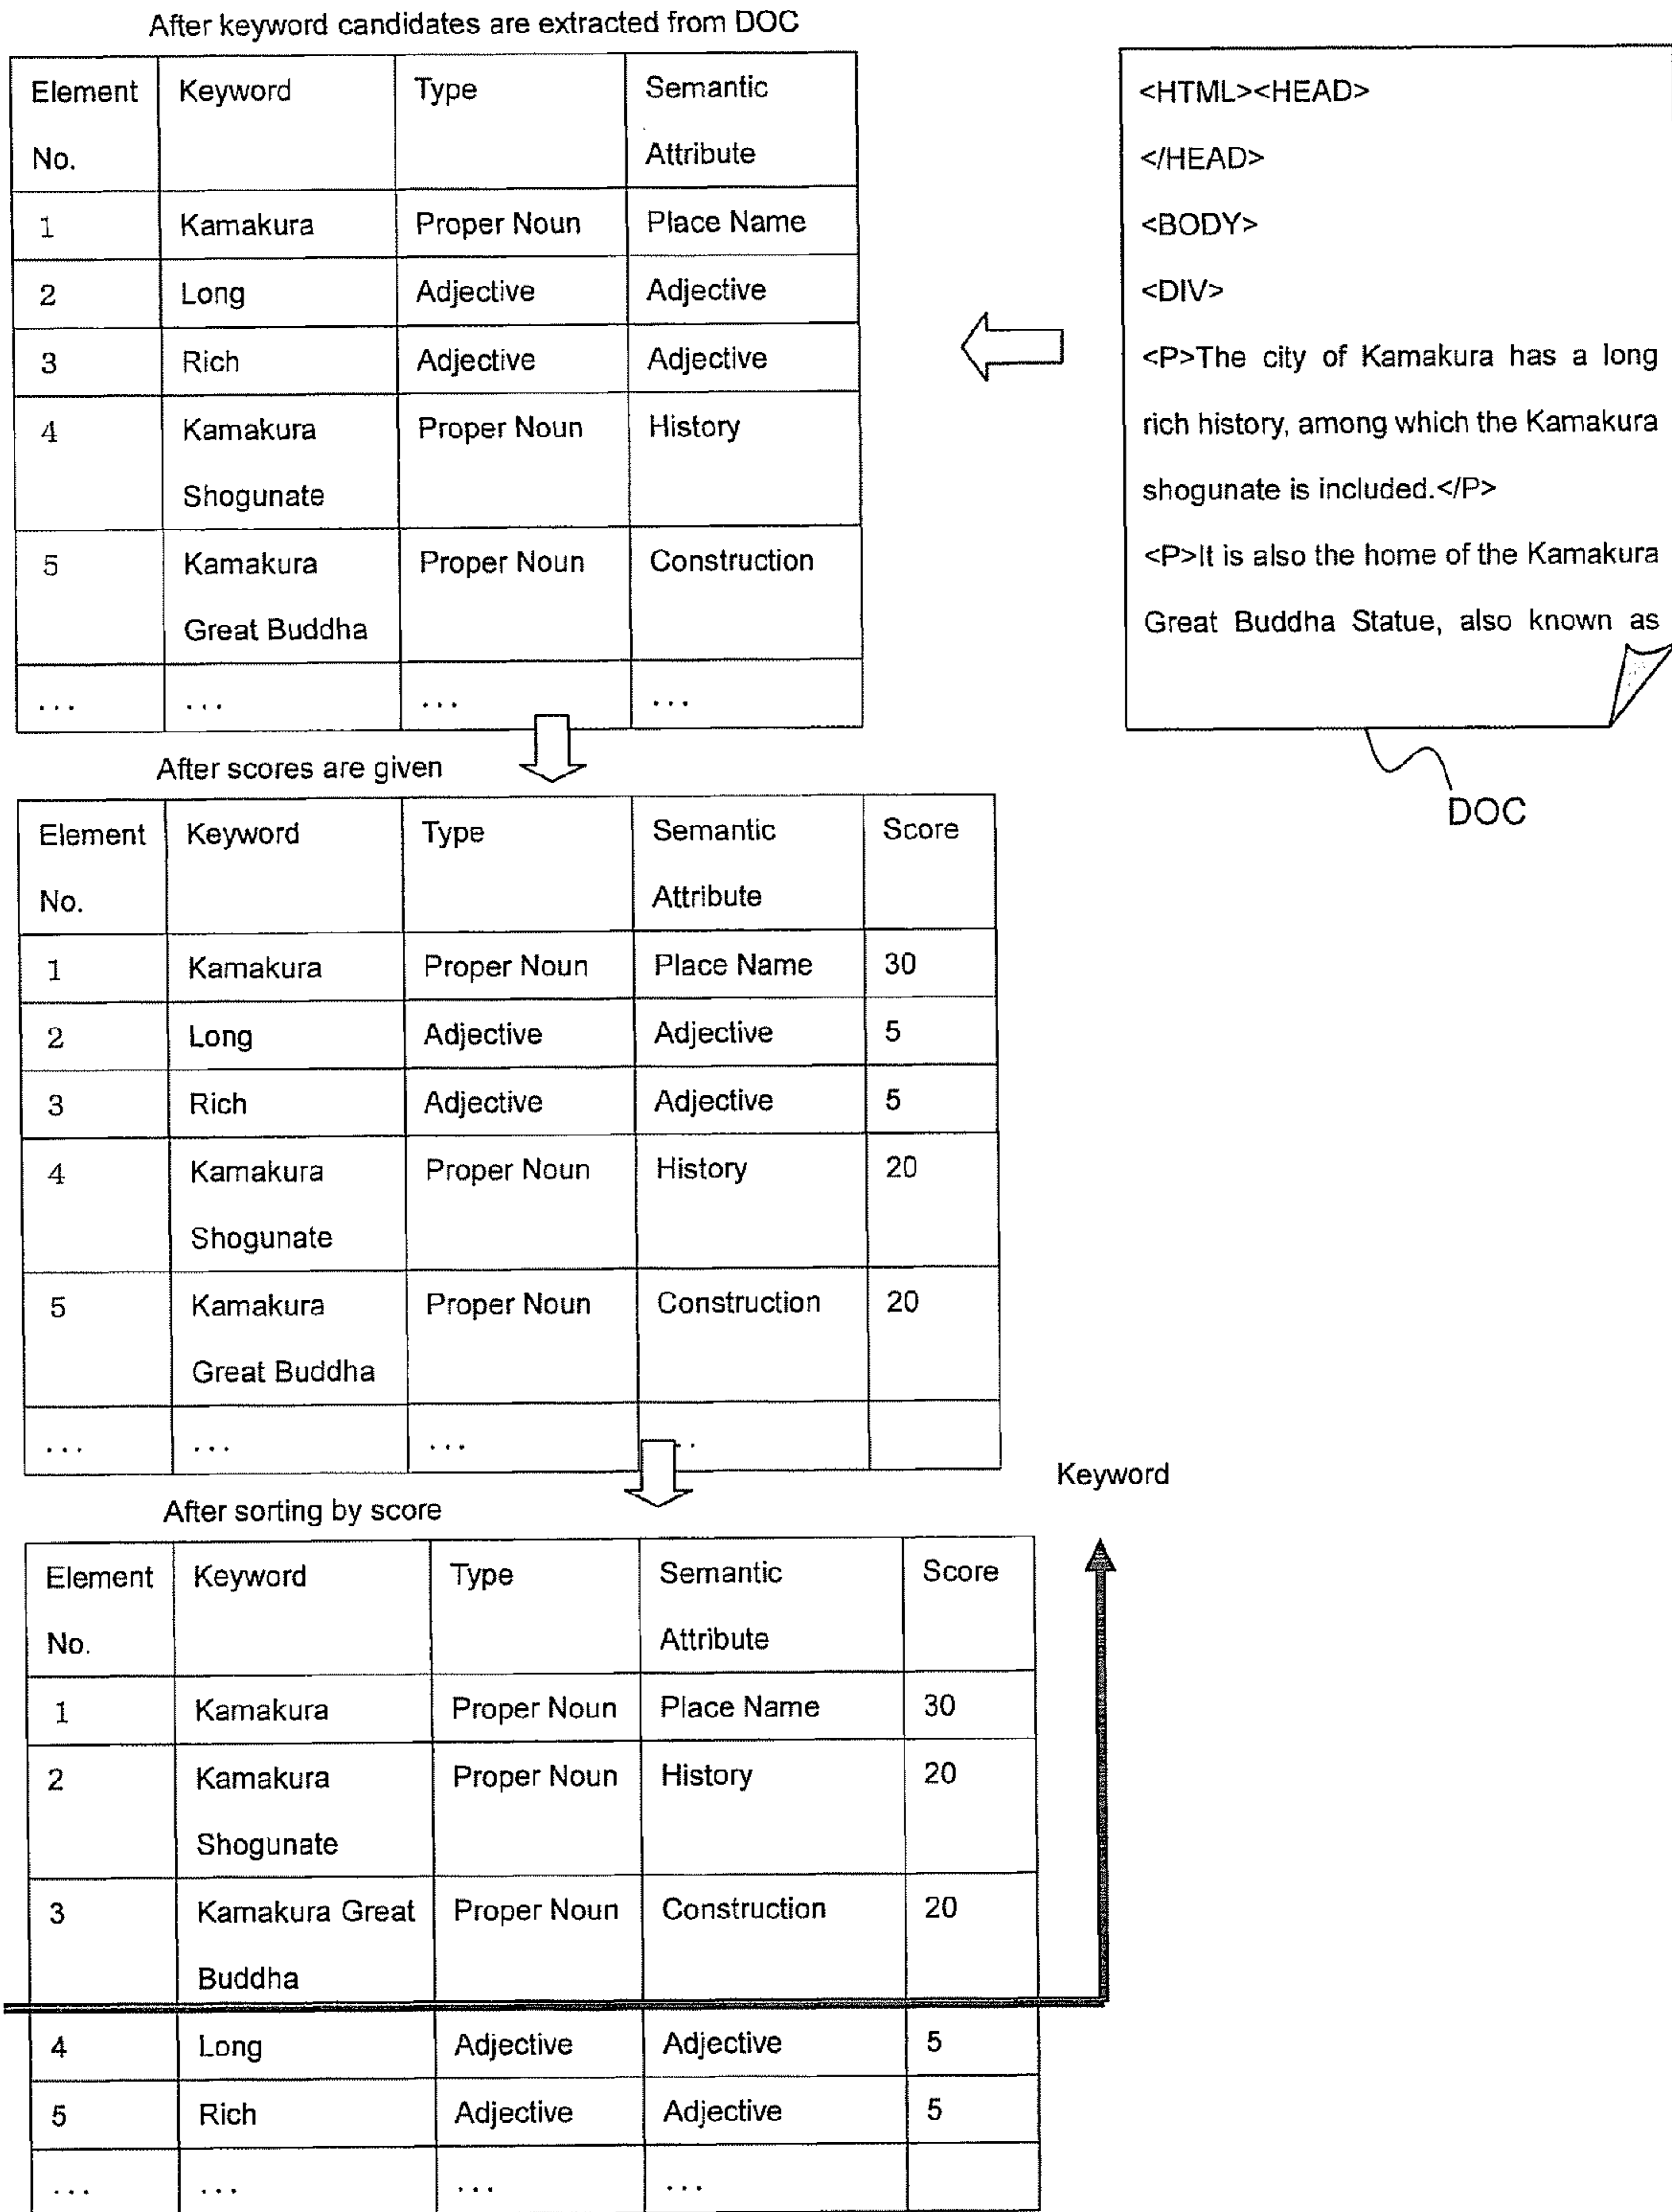 After keyword candidates are extracted from DOC
Element Keyword Type Semantic
No. Attribute
1 Kamakura Proper Noun Place Name
2 Long Adjective Adjective
3 Rich Adjective Adjective
4 Kamakura Proper Noun History
Shogunate
5 Kamakura Proper Noun Construction
Great Buddha
... ... ... ...
<HTML><HEAD>
</HEAD>
<BODY>
<DIV>
<P>The city of Kamakura has a long
rich history, among which the Kamakura
shogunate is included.</P>
<P>It is also the home of the Kamakura
Great Buddha Statue, also known as
DOC
After scores are given
Element Keyword Type Semantic Score
No. Attribute
1 Kamakura Proper Noun Place Name 30
2 Long Adjective Adjective 5
3 Rich Adjective Adjective 5
4 Kamakura Proper Noun History 20
Shogunate
5 Kamakura Proper Noun Construction 20
Great Buddha
... ... ... ...
Keyword
After sorting by score
Element Keyword Type Semantic Score
No. Attribute
1 Kamakura Proper Noun Place Name 30
2 Kamakura Proper Noun History 20
Shogunate
3 Kamakura Great Proper Noun Construction 20
Buddha
4 Long Adjective Adjective 5
5 Rich Adjective Adjective 5
... ... ... ...